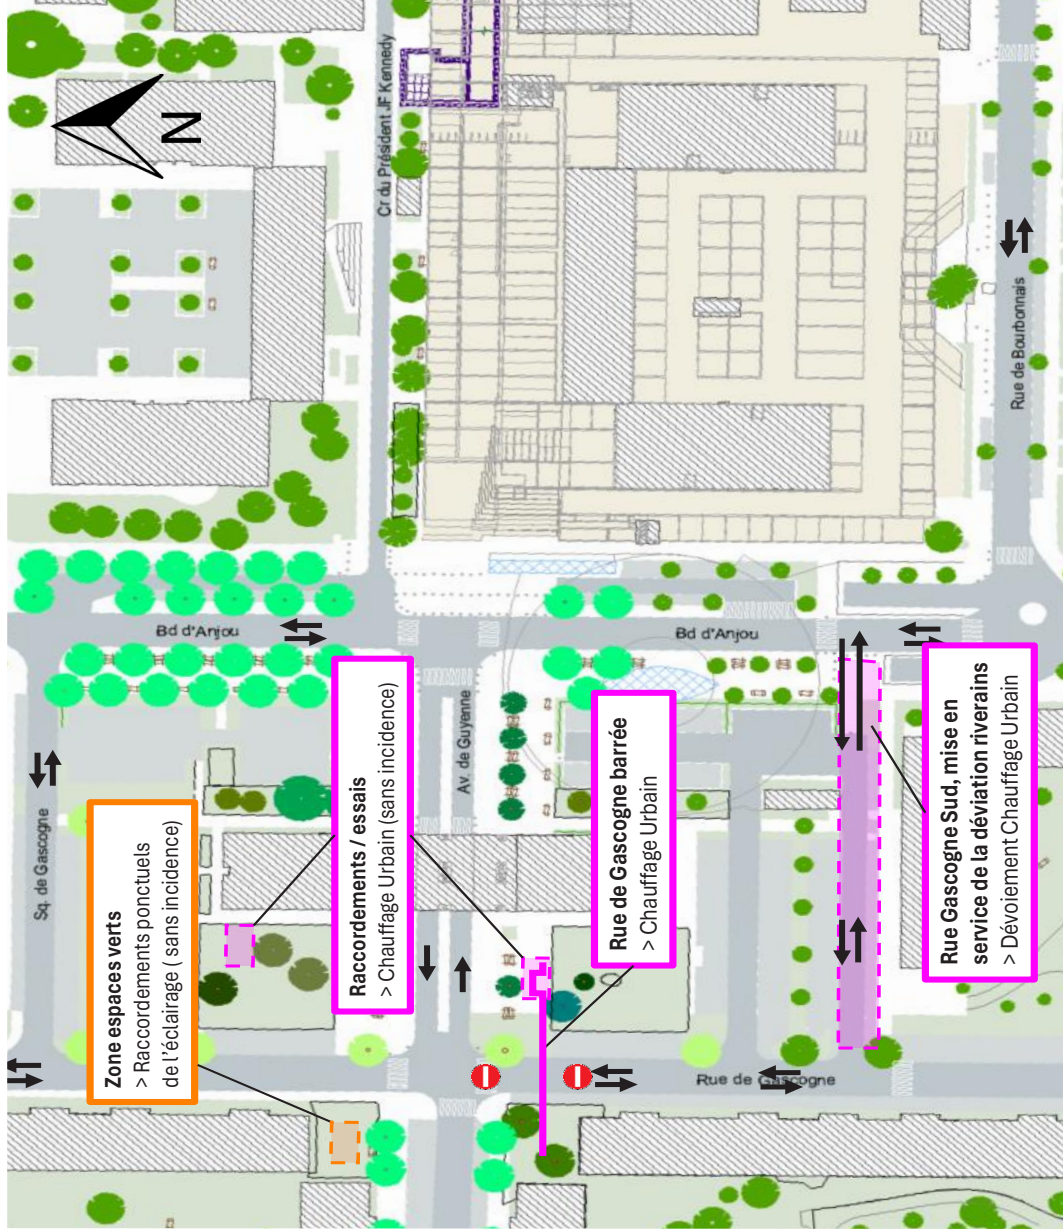 N
Cr du Président JF Kennedy
Rue de Bourbonnais
Bd d'Anjou
Bd d'Anjou
Sq. de Gascogne
Av. de Guyenne
Rue de Gascogne
Zone espaces verts
> Raccordements ponctuels
de l'éclairage ( sans incidence)
Raccordements / essais
> Chauffage Urbain (sans incidence)
Rue de Gascogne barrée
> Chauffage Urbain
Rue Gascogne Sud, mise en
service de la déviation riverains
> Dévoiement Chauffage Urbain